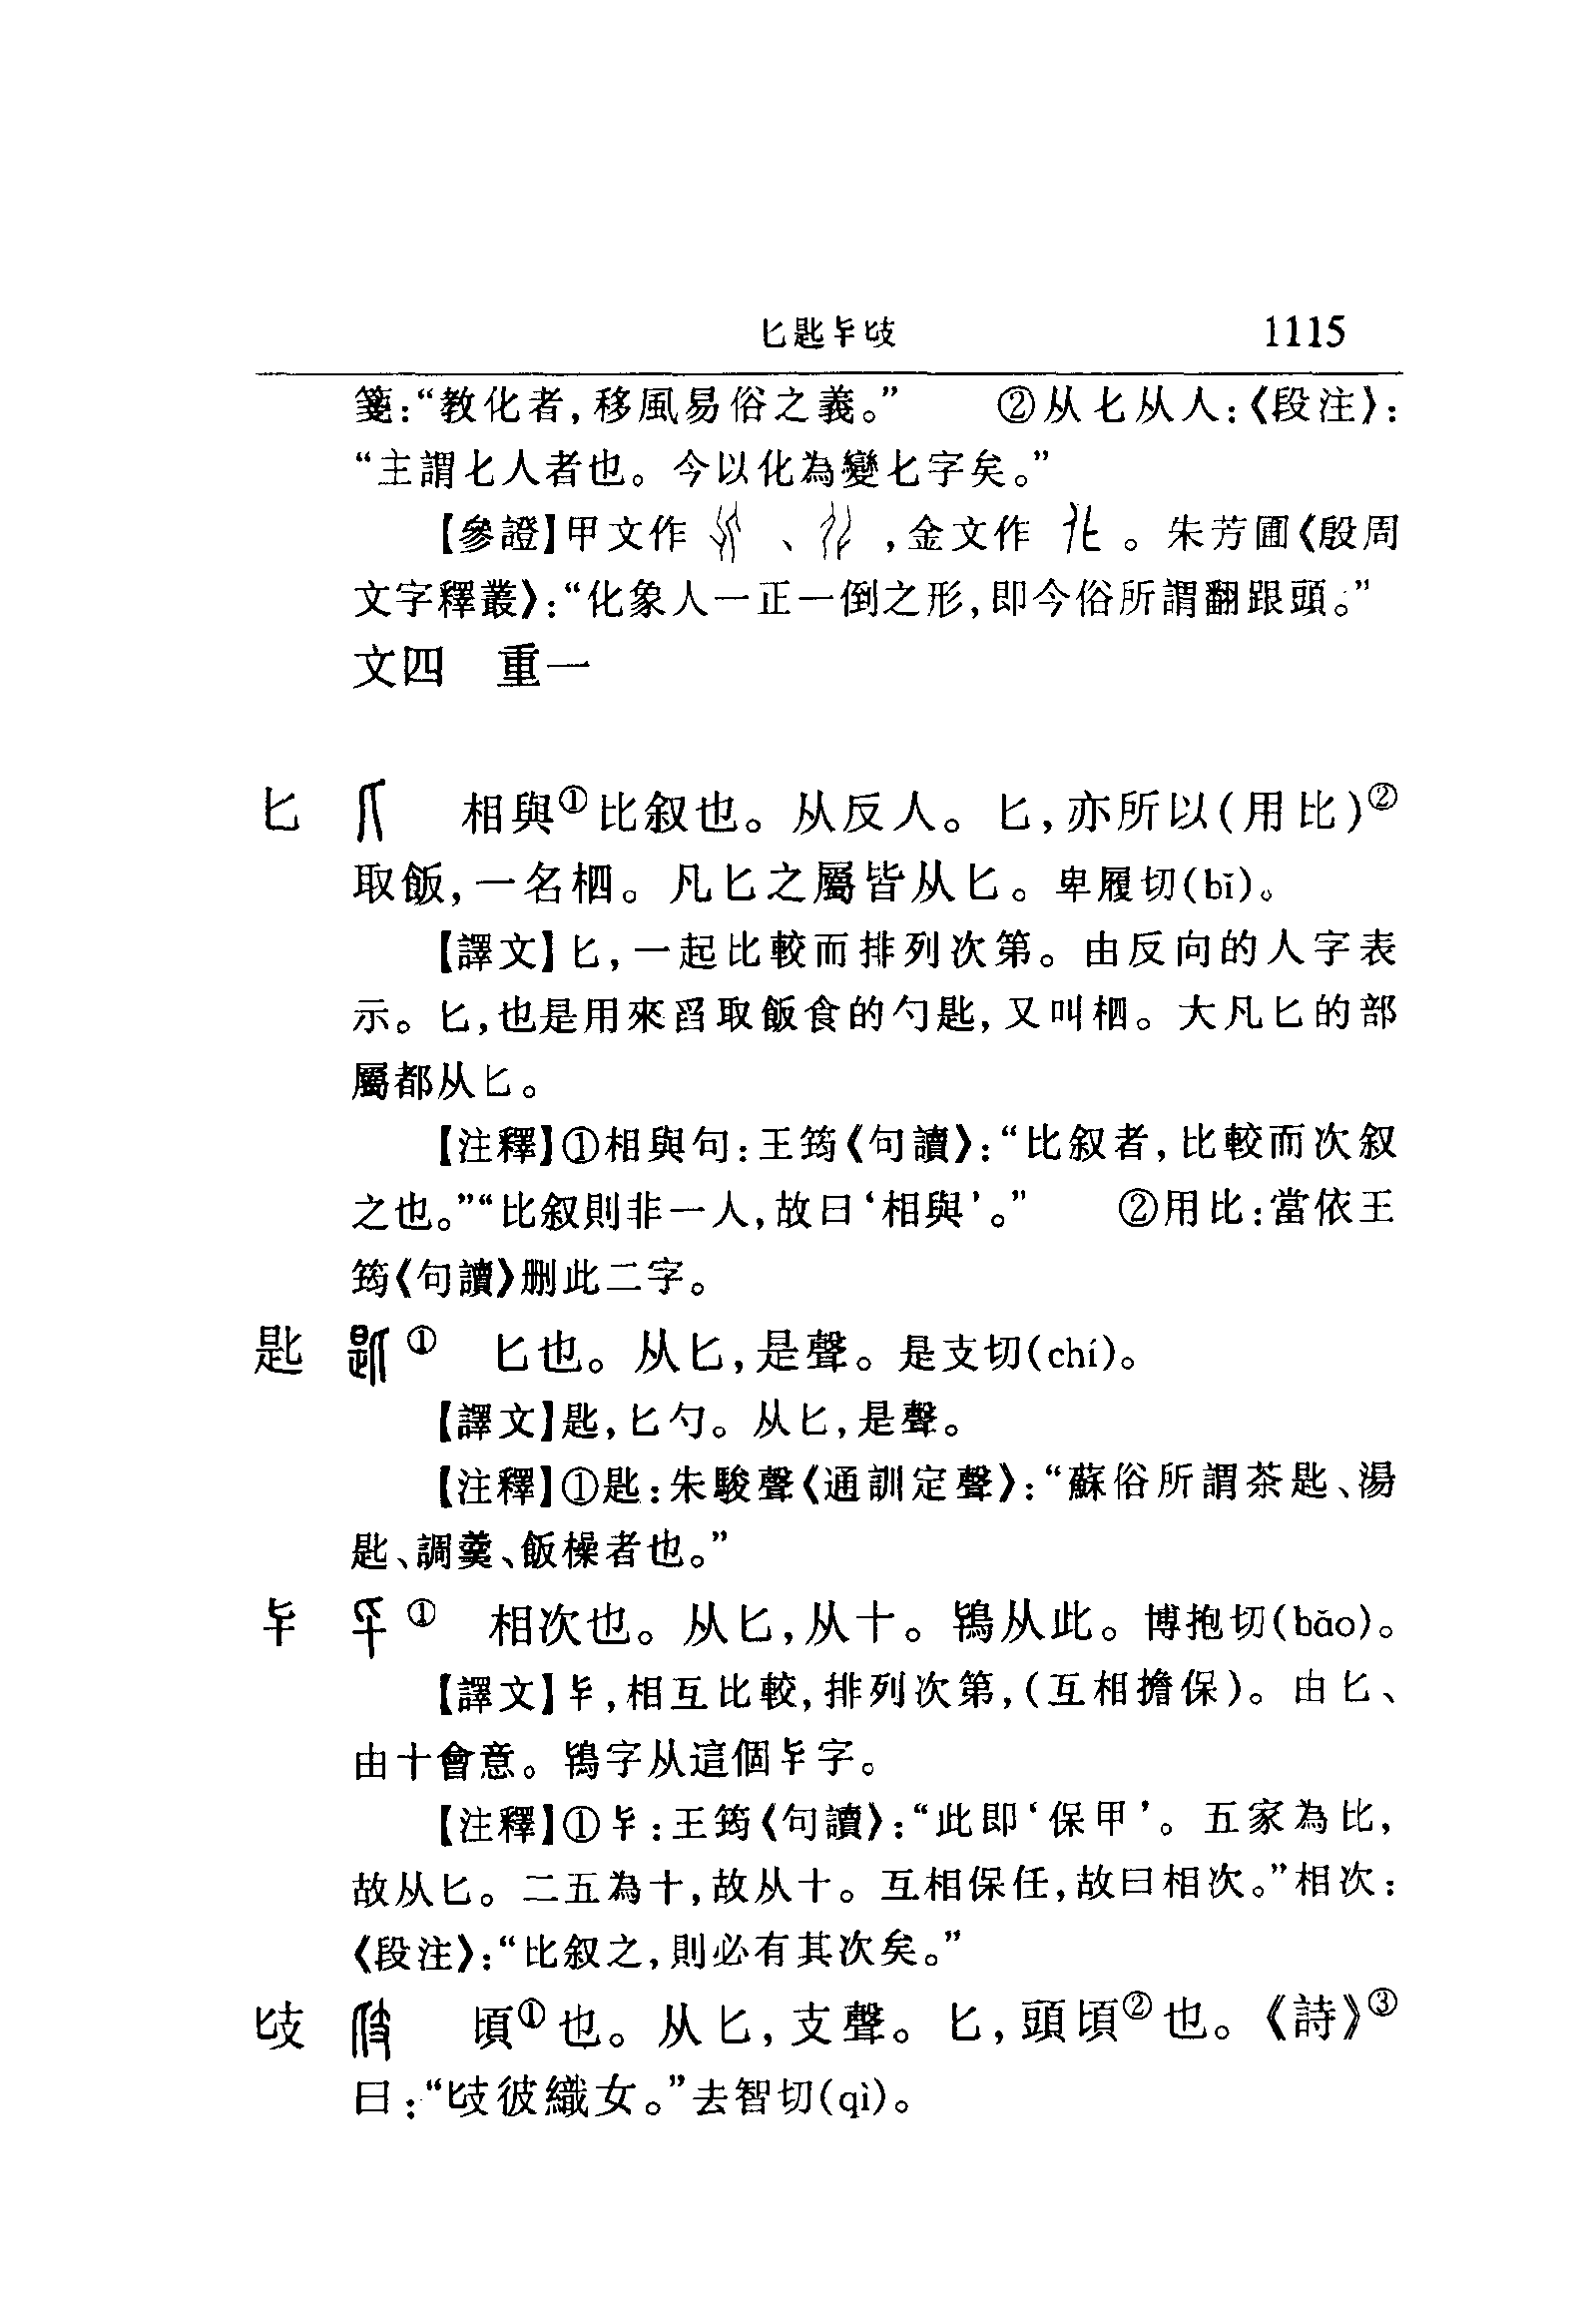 匕匙𠤏𠤖 1115
箋：“教化者，移風易俗之義。” ②从𠤎从人：《段注》：
“主謂𠤎人者也。今以化為變𠤎字矣。”
【參證】甲文作 、 ，金文作 。朱芳圃《殷周
文字釋叢》：“化象人一正一倒之形，即今俗所謂翻跟頭。”
文四 重一
匕 相與①比叙也。从反人。匕，亦所以（用比）②
取飯，一名柶。凡匕之屬皆从匕。卑履切(bǐ)。
【譯文】匕，一起比較而排列次第。由反向的人字表
示。匕，也是用來舀取飯食的勺匙，又叫柶。大凡匕的部
屬都从匕。
【注釋】①相與句：王筠《句讀》：“比叙者，比較而次叙
之也。”“比叙則非一人，故曰‘相與’。” ②用比：當依王
筠《句讀》删此二字。
匙 ① 匕也。从匕，是聲。是支切(chí)。
【譯文】匙，匕勺。从匕，是聲。
【注釋】①匙：朱駿聲《通訓定聲》：“蘇俗所謂茶匙、湯
匙、調羹、飯橾者也。”
𠤏 ① 相次也。从匕，从十。鴇从此。博抱切(bǎo)。
【譯文】𠤏，相互比較，排列次第，（互相擔保）。由匕、
由十會意。鴇字从這個𠤏字。
【注釋】①𠤏：王筠《句讀》：“此即‘保甲’。五家為比，
故从匕。二五為十，故从十。互相保任，故曰相次。”相次：
《段注》：“比叙之，則必有其次矣。”
𠤖 頃①也。从匕，支聲。匕，頭頃②也。《詩》③
曰：“𠤖彼織女。”去智切(qì)。